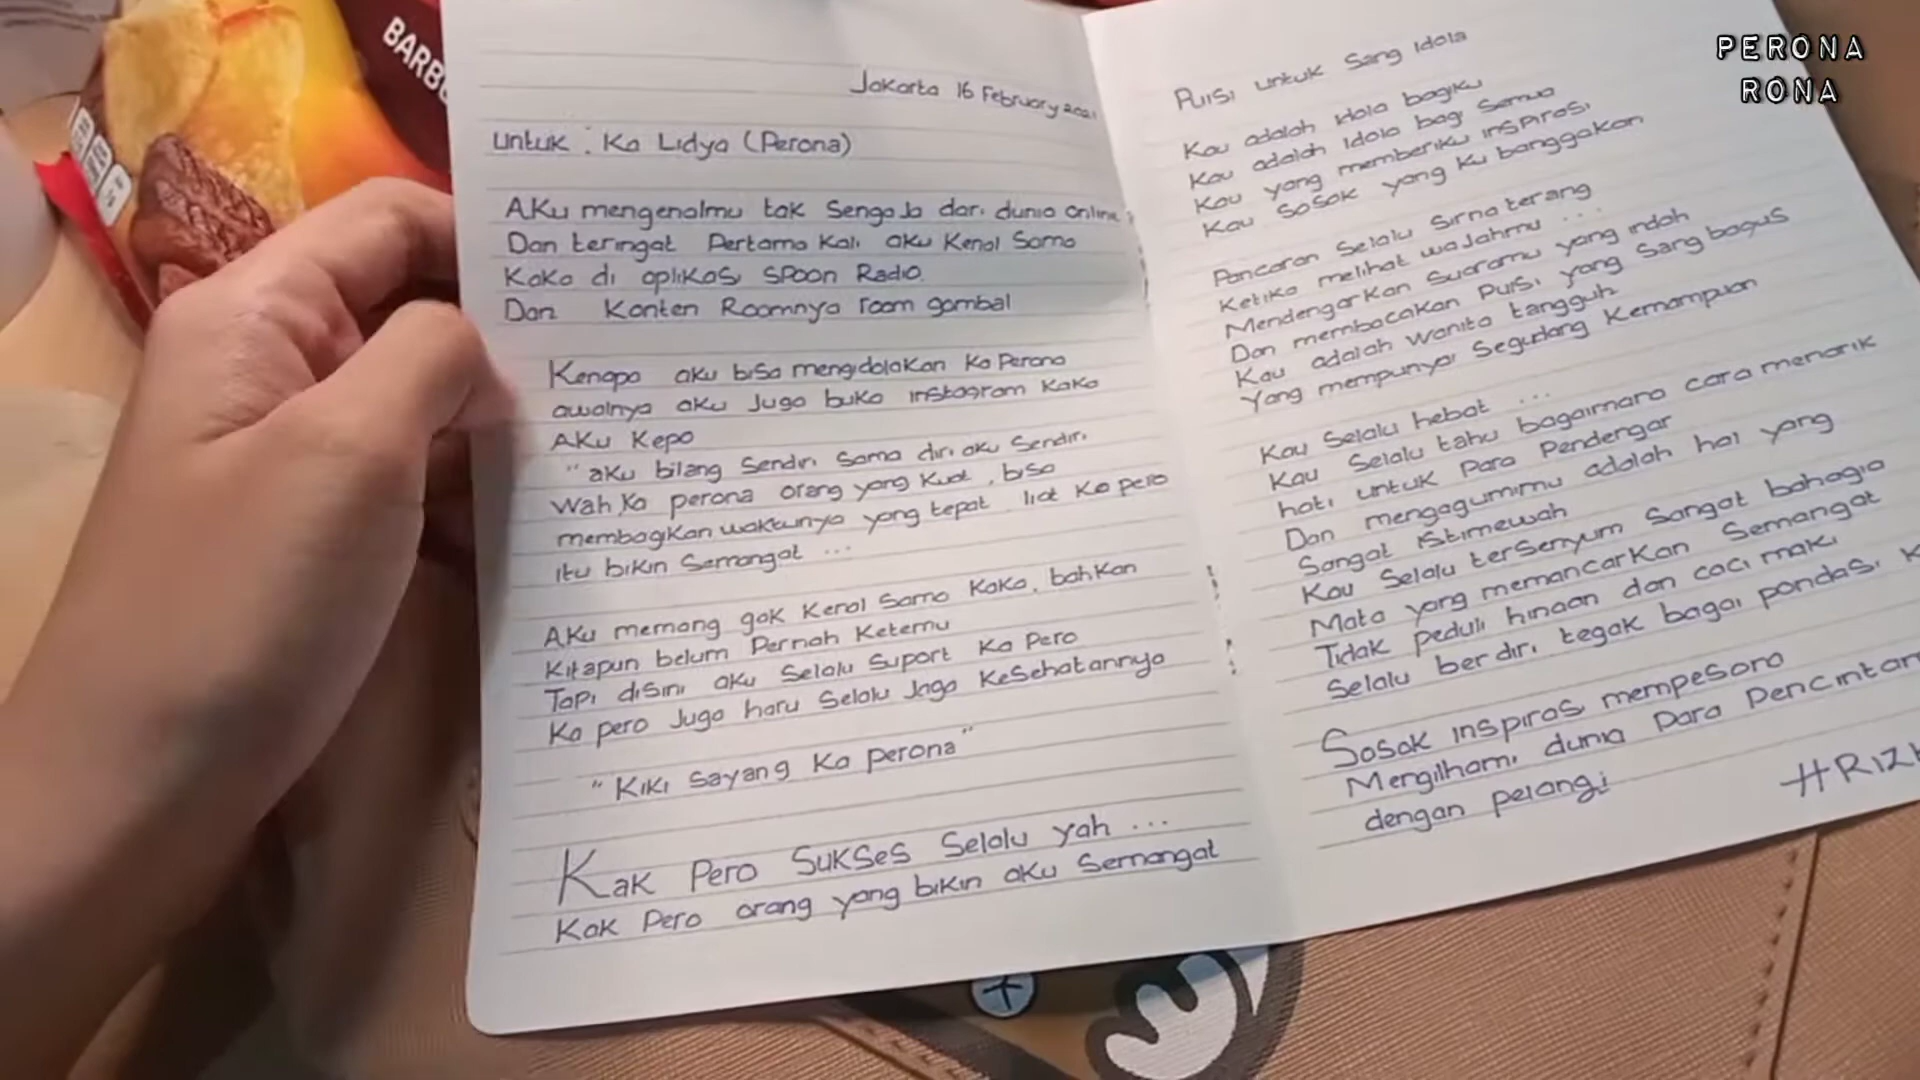 BARB
PERONA
RONA
Jakarta 16 February 2021
untuk : Ka Lidya (Perona)
Aku mengenalmu tak sengaja dari dunia online
Dan teringat Pertama kali aku kenal sama
Kaka di aplikasi Spoon Radio.
Dan Konten Roomnya room gombal
Kenapa aku bisa mengidolakan Ka Perona
awalnya aku juga buka instagram kaka
Aku Kepo
"aku bilang sendiri sama diri aku sendiri
Wah Ka perona orang yang kuat, bisa
membagikan waktunya yang tepat liat Ka pero
itu bikin Semangat ...
Aku memang gak kenal sama kaka, bahkan
Kitapun belum Pernah Ketemu
Tapi disini aku selalu suport Ka Pero
Ka pero juga haru selalu jaga kesehatannya
"Kiki sayang Ka perona"
Kak Pero Sukses Selalu yah ...
Kak Pero orang yang bikin aku Semangat
Puisi untuk Sang Idola
Kau adalah idola bagiku
Kau adalah idola bagi semua
Kau yang memberiku inspirasi
Kau sosok yang ku banggakan
Pancaran Selalu Sirna terang
Ketika melihat wajahmu ...
Mendengarkan suaramu yang indah
Dan membacakan Puisi yang sang bagus
Kau adalah wanita tangguh
Yang mempunyai Segudang Kemampuan
Kau selalu hebat ...
Kau selalu tahu bagaimana cara menarik
hati untuk Para Pendengar
Dan mengagumimu adalah hal yang
Sangat istimewah
Kau selalu tersenyum Sangat bahagia
Mata yang memancarkan Semangat
Tidak peduli hinaan dan caci maki
Selalu berdiri tegak bagai pondasi K
Sosok inspirasi mempesona
Mengilhami dunia Para Pencinta
dengan pelangi
#RIZ